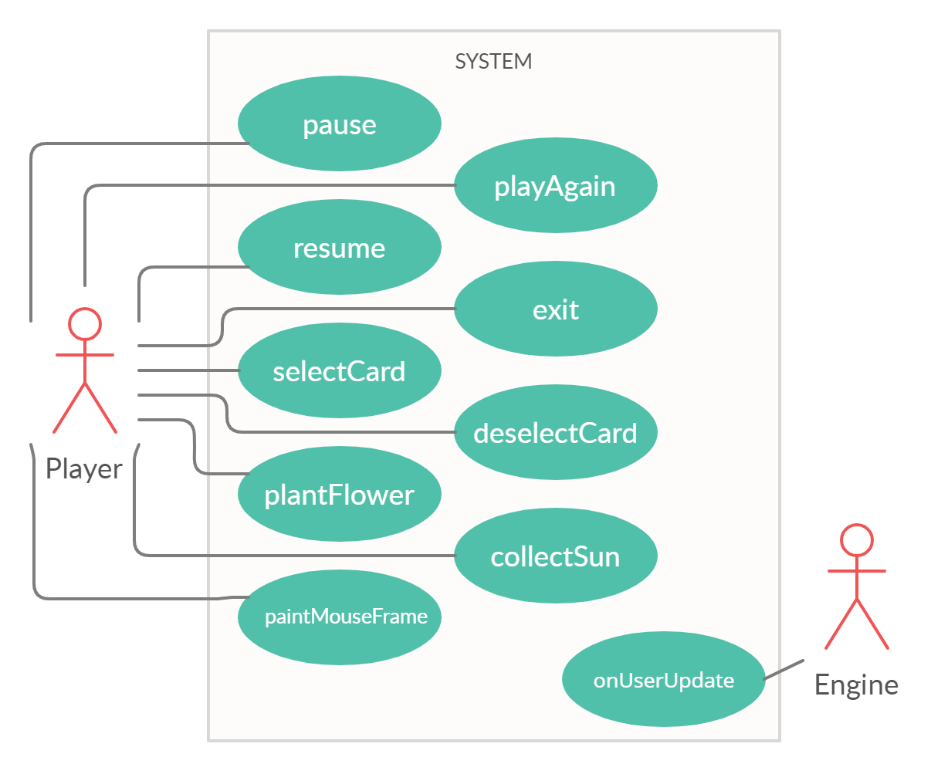 SYSTEM
pause
playAgain
resume
exit
selectCard
deselectCard
Player
plantFlower
collectSun
paintMouseFrame
onUserUpdate
Engine